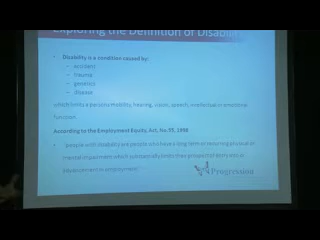 Exploring the Definition of Disability
• Disability is a condition caused by:
– accident
– trauma
– genetics
– disease
which limits a persons mobility, hearing, vision, speech, intellectual or emotional
function.
According to the Employment Equity, Act, No.55, 1998
• "people with disability are people who have a long term or recurring physical or
mental impairment which substantially limits their prospect of entry into or
advancement in employment."
Progression